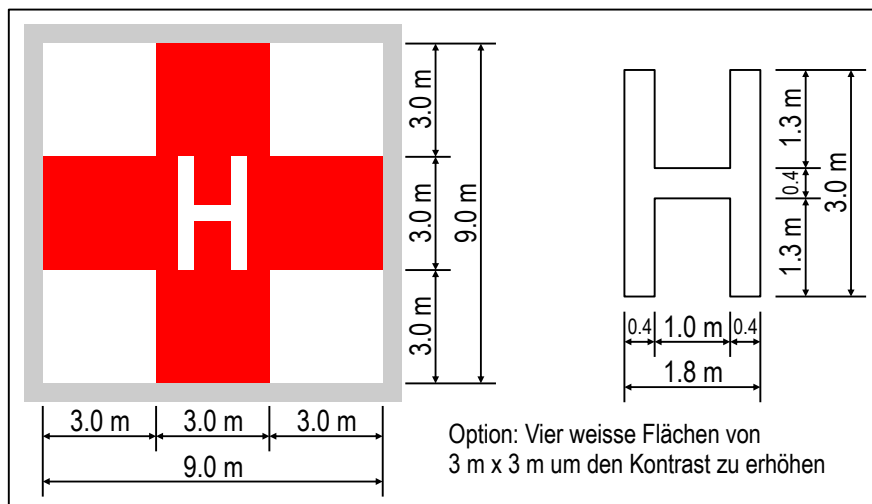 H
3.0 m
3.0 m
3.0 m
9.0 m
3.0 m
3.0 m
3.0 m
9.0 m
1.3 m
0.4
1.3 m
3.0 m
0.4
1.0 m
0.4
1.8 m
Option: Vier weisse Flächen von
3 m x 3 m um den Kontrast zu erhöhen